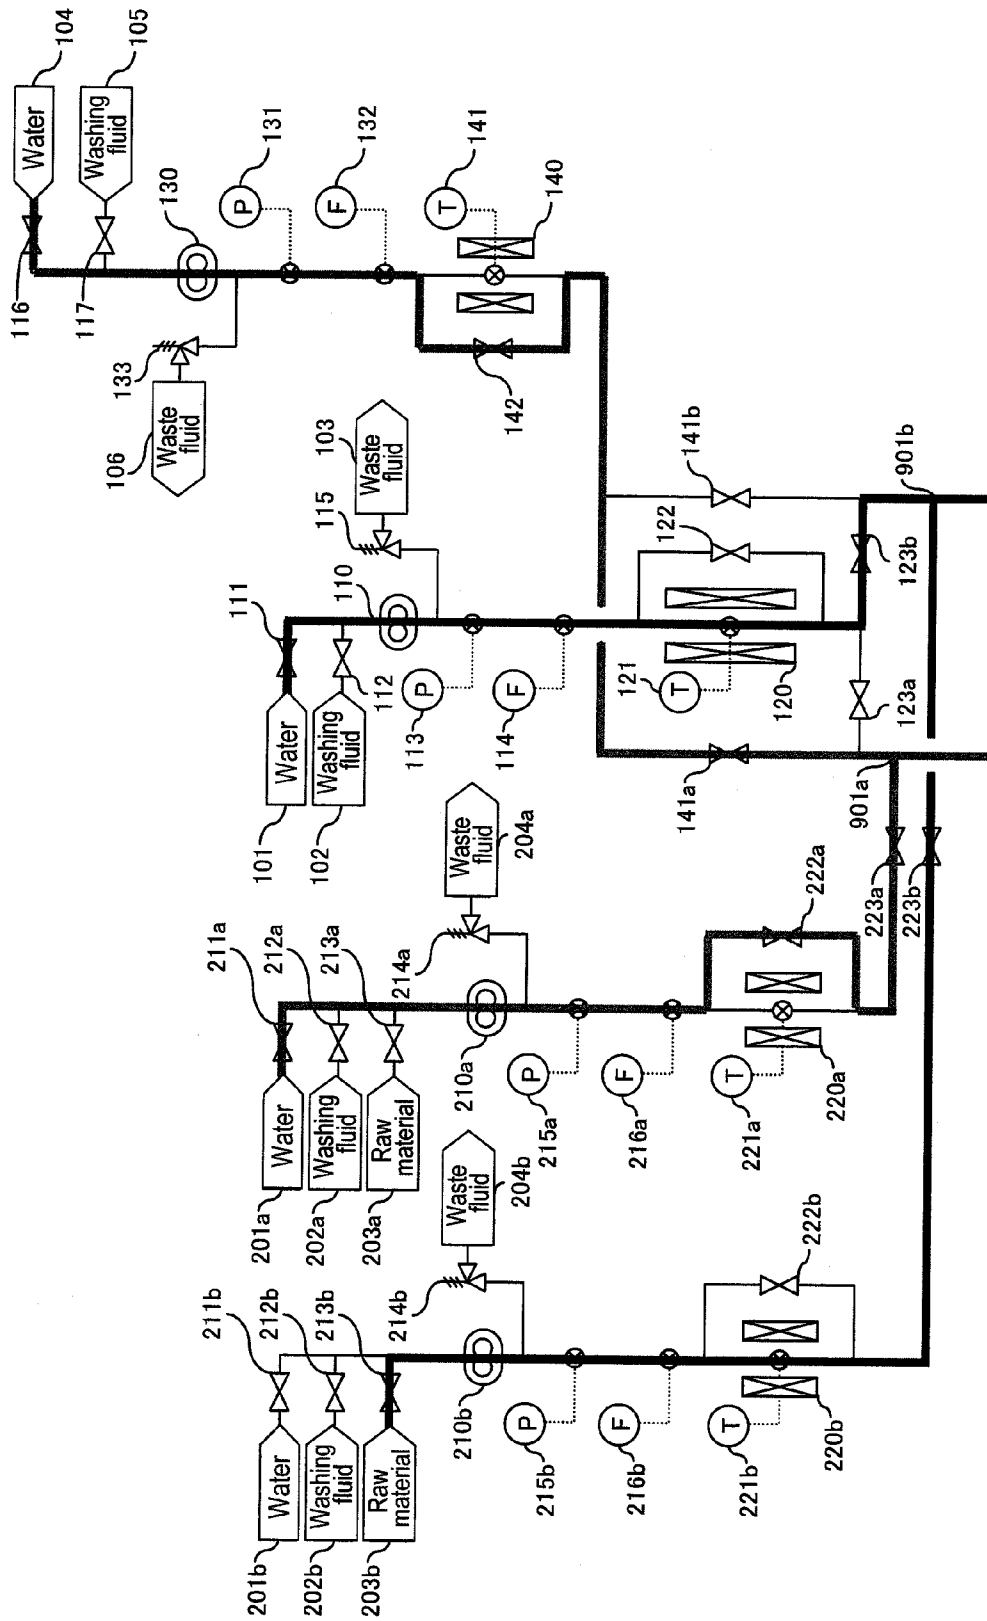 104
Water
105
Washing
fluid
116
117
130
131
P
132
F
141
T
140
133
106
Waste
fluid
142
103
Waste
fluid
115
110
111
101
Water
102
Washing
fluid
112
113
P
114
F
121
T
120
122
141b
901b
123b
123a
141a
901a
204a
Waste
fluid
214a
211a
212a
213a
201a
Water
202a
Washing
fluid
203a
Raw
material
210a
215a
P
216a
F
221a
T
220a
222a
223a
223b
204b
Waste
fluid
214b
211b
212b
213b
201b
Water
202b
Washing
fluid
203b
Raw
material
210b
215b
P
216b
F
221b
T
220b
222b